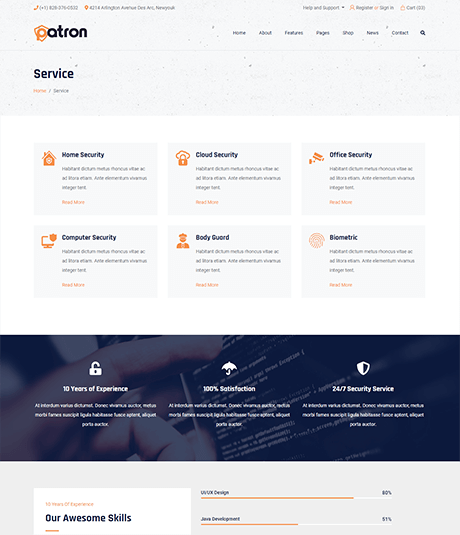 (+1) 828-376-0532
4214 Arlington Avenue Des Arc, Newyouk
Help and Support
Register or Sign in
Cart (03)
Patron
Home
About
Features
Pages
Shop
News
Contact
Service
Home / Service
Home Security
Habitant dictum metus rhoncus vitae ac
ad litora etiam. Ante elementum vivamus
integer tent.
Read More
Cloud Security
Habitant dictum metus rhoncus vitae ac
ad litora etiam. Ante elementum vivamus
integer tent.
Read More
Office Security
Habitant dictum metus rhoncus vitae ac
ad litora etiam. Ante elementum vivamus
integer tent.
Read More
Computer Security
Habitant dictum metus rhoncus vitae ac
ad litora etiam. Ante elementum vivamus
integer tent.
Read More
Body Guard
Habitant dictum metus rhoncus vitae ac
ad litora etiam. Ante elementum vivamus
integer tent.
Read More
Biometric
Habitant dictum metus rhoncus vitae ac
ad litora etiam. Ante elementum vivamus
integer tent.
Read More
10 Years of Experience
At interdum varius dictumst. Donec vivamus auctor, metus
morbi fames suscipit ligula habitasse fusce aptent, aliquet
porta auctor.
100% Satisfaction
At interdum varius dictumst. Donec vivamus auctor, metus
morbi fames suscipit ligula habitasse fusce aptent, aliquet
porta auctor.
24/7 Security Service
At interdum varius dictumst. Donec vivamus auctor, metus
morbi fames suscipit ligula habitasse fusce aptent, aliquet
porta auctor.
10 Years Of Experience
Our Awesome Skills
UI/UX Design 80%
Java Development 51%